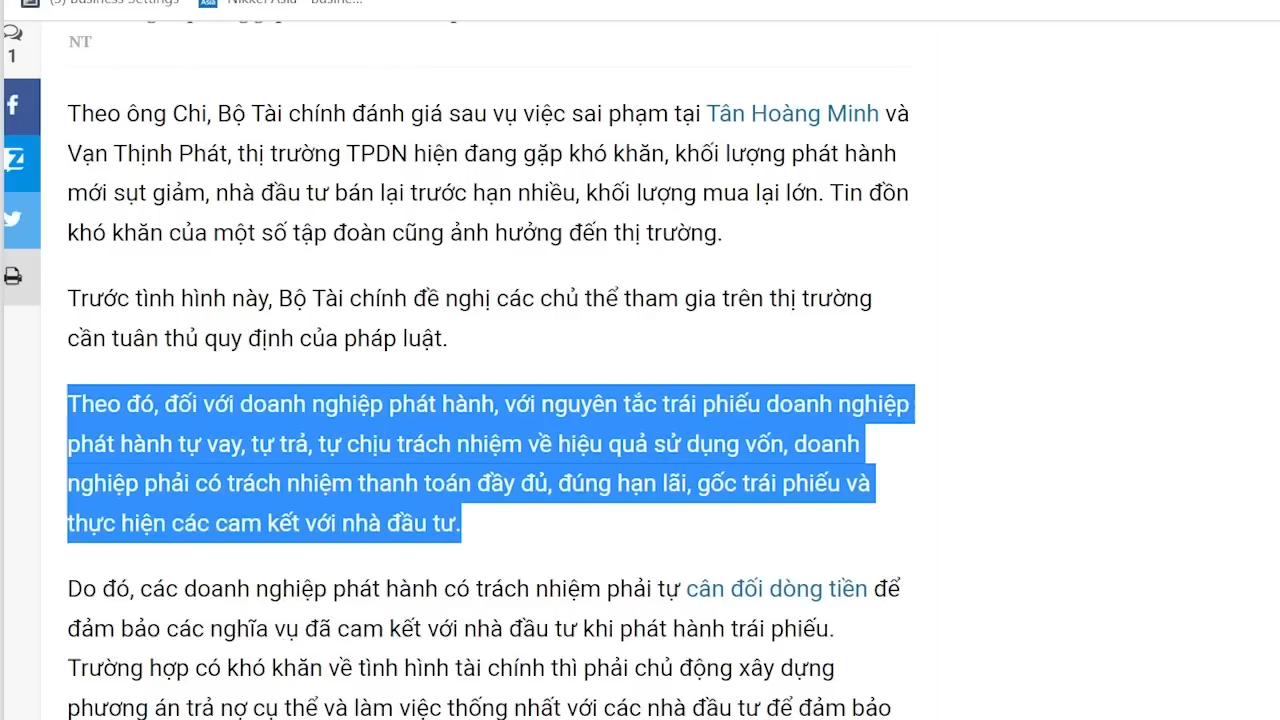 (5) Business Settings
Nikkei Asia - Busine...
NT
1
Theo ông Chi, Bộ Tài chính đánh giá sau vụ việc sai phạm tại Tân Hoàng Minh và
Vạn Thịnh Phát, thị trường TPDN hiện đang gặp khó khăn, khối lượng phát hành
mới sụt giảm, nhà đầu tư bán lại trước hạn nhiều, khối lượng mua lại lớn. Tin đồn
khó khăn của một số tập đoàn cũng ảnh hưởng đến thị trường.
Trước tình hình này, Bộ Tài chính đề nghị các chủ thể tham gia trên thị trường
cần tuân thủ quy định của pháp luật.
Theo đó, đối với doanh nghiệp phát hành, với nguyên tắc trái phiếu doanh nghiệp
phát hành tự vay, tự trả, tự chịu trách nhiệm về hiệu quả sử dụng vốn, doanh
nghiệp phải có trách nhiệm thanh toán đầy đủ, đúng hạn lãi, gốc trái phiếu và
thực hiện các cam kết với nhà đầu tư.
Do đó, các doanh nghiệp phát hành có trách nhiệm phải tự cân đối dòng tiền để
đảm bảo các nghĩa vụ đã cam kết với nhà đầu tư khi phát hành trái phiếu.
Trường hợp có khó khăn về tình hình tài chính thì phải chủ động xây dựng
phương án trả nợ cụ thể và làm việc thống nhất với các nhà đầu tư để đảm bảo